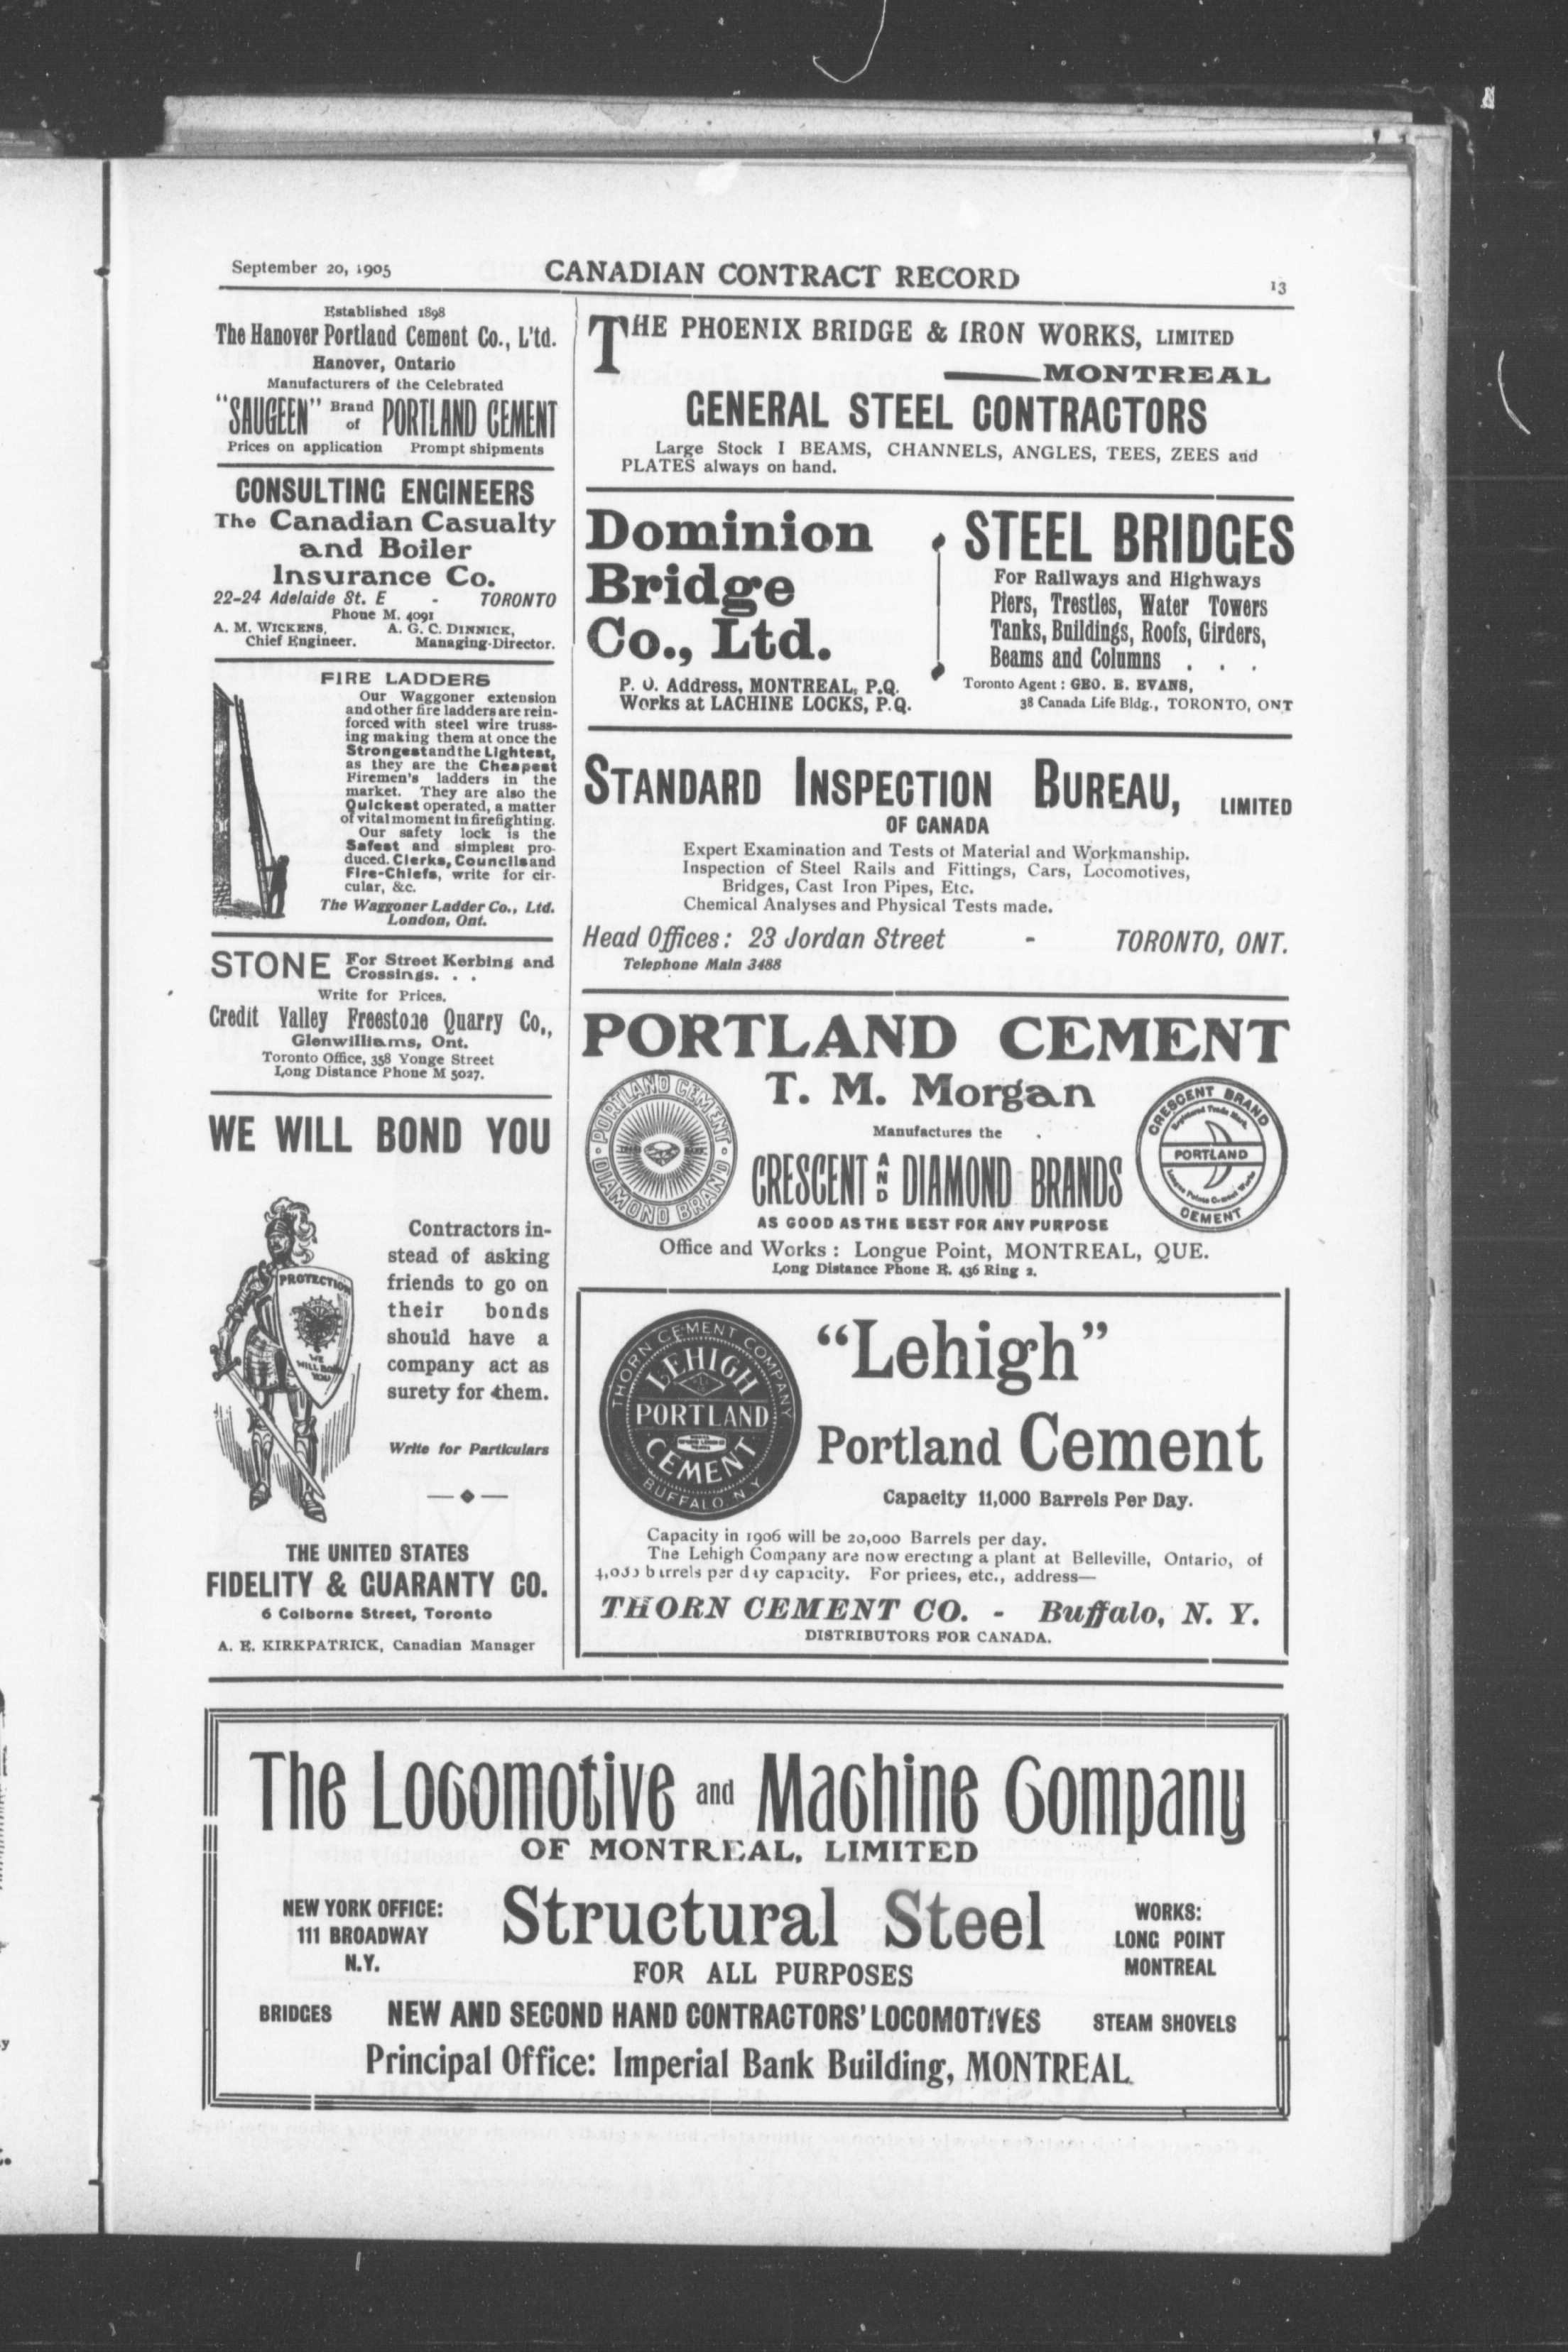 September 20, 1905
CANADIAN CONTRACT RECORD
13
Established 1898
The Hanover Portland Cement Co., L'td.
Hanover, Ontario
Manufacturers of the Celebrated
"SAUGEEN" Brand of PORTLAND CEMENT
Prices on application Prompt shipments
CONSULTING ENGINEERS
The Canadian Casualty
and Boiler
Insurance Co.
22-24 Adelaide St. E - TORONTO
Phone M. 4091
A. M. WICKENS, A. G. C. DINNICK,
Chief Engineer. Managing-Director.
FIRE LADDERS
Our Waggoner extension
and other fire ladders are rein-
forced with steel wire truss-
ing making them at once the
Strongest and the Lightest,
as they are the Cheapest
Firemen's ladders in the
market. They are also the
Quickest operated, a matter
of vital moment in firefighting.
Our safety lock is the
Safest and simplest pro-
duced. Clerks, Councils and
Fire-Chiefs, write for cir-
cular, &c.
The Waggoner Ladder Co., Ltd.
London, Ont.
STONE For Street Kerbing and
Crossings. . .
Write for Prices.
Credit Valley Freestone Quarry Co.,
Glenwilliams, Ont.
Toronto Office, 358 Yonge Street
Long Distance Phone M 5027.
WE WILL BOND YOU
PROTECTION
WE
WILL BOND
YOU
Contractors in-
stead of asking
friends to go on
their bonds
should have a
company act as
surety for them.
Write for Particulars
THE UNITED STATES
FIDELITY & GUARANTY CO.
6 Colborne Street, Toronto
A. E. KIRKPATRICK, Canadian Manager
THE PHOENIX BRIDGE & IRON WORKS, LIMITED
MONTREAL
GENERAL STEEL CONTRACTORS
Large Stock I BEAMS, CHANNELS, ANGLES, TEES, ZEES and
PLATES always on hand.
Dominion
Bridge
Co., Ltd.
P. O. Address, MONTREAL, P.Q.
Works at LACHINE LOCKS, P.Q.
STEEL BRIDGES
For Railways and Highways
Piers, Trestles, Water Towers
Tanks, Buildings, Roofs, Girders,
Beams and Columns . . .
Toronto Agent : GEO. E. EVANS,
38 Canada Life Bldg., TORONTO, ONT
STANDARD INSPECTION BUREAU, LIMITED
OF CANADA
Expert Examination and Tests of Material and Workmanship.
Inspection of Steel Rails and Fittings, Cars, Locomotives,
Bridges, Cast Iron Pipes, Etc.
Chemical Analyses and Physical Tests made.
Head Offices: 23 Jordan Street - TORONTO, ONT.
Telephone Main 3488
PORTLAND CEMENT
T. M. Morgan
Manufactures the
CRESCENT AND DIAMOND BRANDS
AS GOOD AS THE BEST FOR ANY PURPOSE
Office and Works : Longue Point, MONTREAL, QUE.
Long Distance Phone E. 436 Ring 2.
PORTLAND CEMENT
DIAMOND BRAND
CRESCENT BRAND
Registered Trade Mark
PORTLAND
Longue Pointe Cement Works
CEMENT
THORN CEMENT COMPANY
LEHIGH
PORTLAND
CEMENT
BUFFALO N.Y
"Lehigh"
Portland Cement
Capacity 11,000 Barrels Per Day.
Capacity in 1906 will be 20,000 Barrels per day.
The Lehigh Company are now erecting a plant at Belleville, Ontario, of
4,000 barrels per day capacity. For prices, etc., address—
THORN CEMENT CO. - Buffalo, N. Y.
DISTRIBUTORS FOR CANADA.
The Locomotive and Machine Company
OF MONTREAL, LIMITED
NEW YORK OFFICE:
111 BROADWAY
N.Y.
Structural Steel
FOR ALL PURPOSES
WORKS:
LONG POINT
MONTREAL
BRIDGES NEW AND SECOND HAND CONTRACTORS' LOCOMOTIVES STEAM SHOVELS
Principal Office: Imperial Bank Building, MONTREAL.